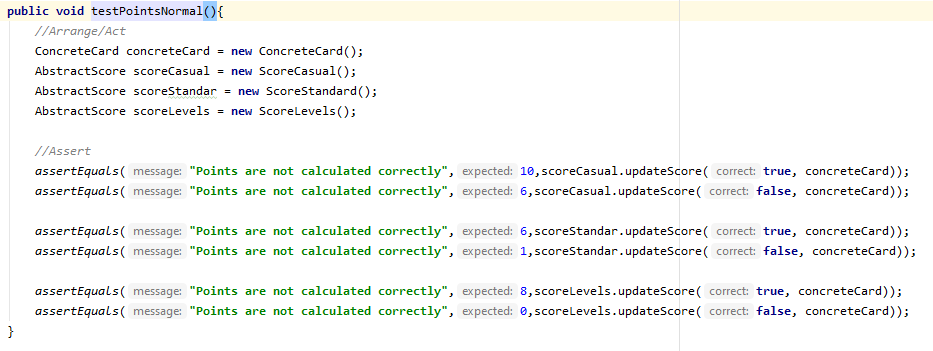 public void testPointsNormal(){
//Arrange/Act
ConcreteCard concreteCard = new ConcreteCard();
AbstractScore scoreCasual = new ScoreCasual();
AbstractScore scoreStandar = new ScoreStandard();
AbstractScore scoreLevels = new ScoreLevels();
//Assert
assertEquals( message: "Points are not calculated correctly", expected: 10,scoreCasual.updateScore( correct: true, concreteCard));
assertEquals( message: "Points are not calculated correctly", expected: 6,scoreCasual.updateScore( correct: false, concreteCard));
assertEquals( message: "Points are not calculated correctly", expected: 6,scoreStandar.updateScore( correct: true, concreteCard));
assertEquals( message: "Points are not calculated correctly", expected: 1,scoreStandar.updateScore( correct: false, concreteCard));
assertEquals( message: "Points are not calculated correctly", expected: 8,scoreLevels.updateScore( correct: true, concreteCard));
assertEquals( message: "Points are not calculated correctly", expected: 0,scoreLevels.updateScore( correct: false, concreteCard));
}